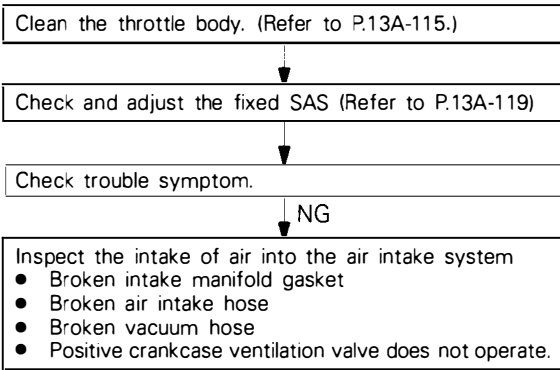 Clean the throttle body. (Refer to P.13A-115.)
Check and adjust the fixed SAS (Refer to P.13A-119)
Check trouble symptom.
NG
Inspect the intake of air into the air intake system
● Broken intake manifold gasket
● Broken air intake hose
● Broken vacuum hose
● Positive crankcase ventilation valve does not operate.